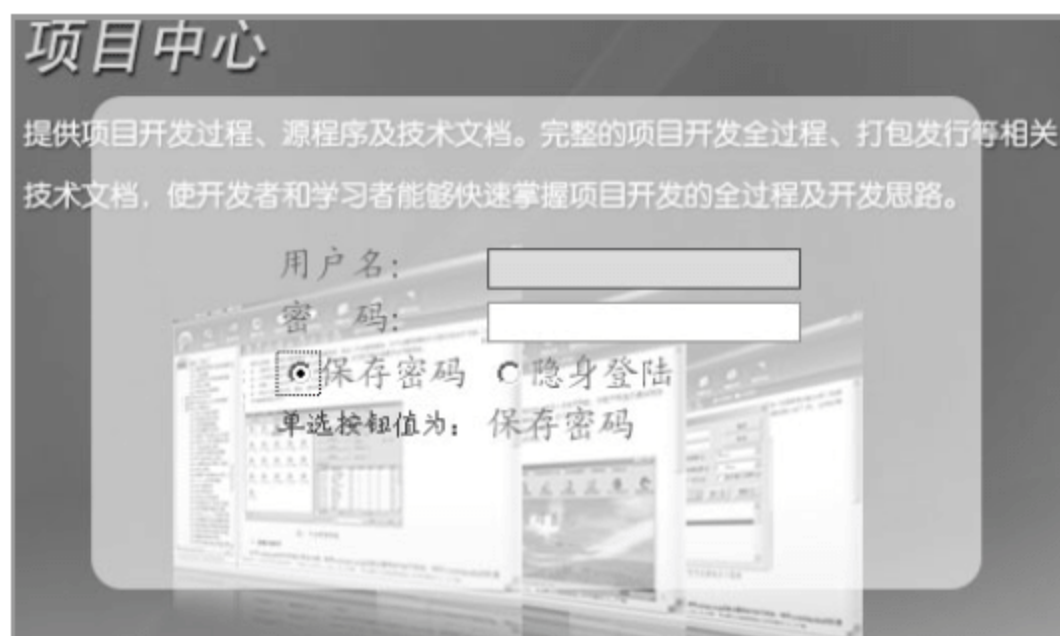 项目中心
提供项目开发过程、源程序及技术文档。完整的项目开发全过程、打包发行等相关
技术文档，使开发者和学习者能够快速掌握项目开发的全过程及开发思路。
用户名：
密 码：
保存密码 隐身登陆
单选按钮值为：保存密码